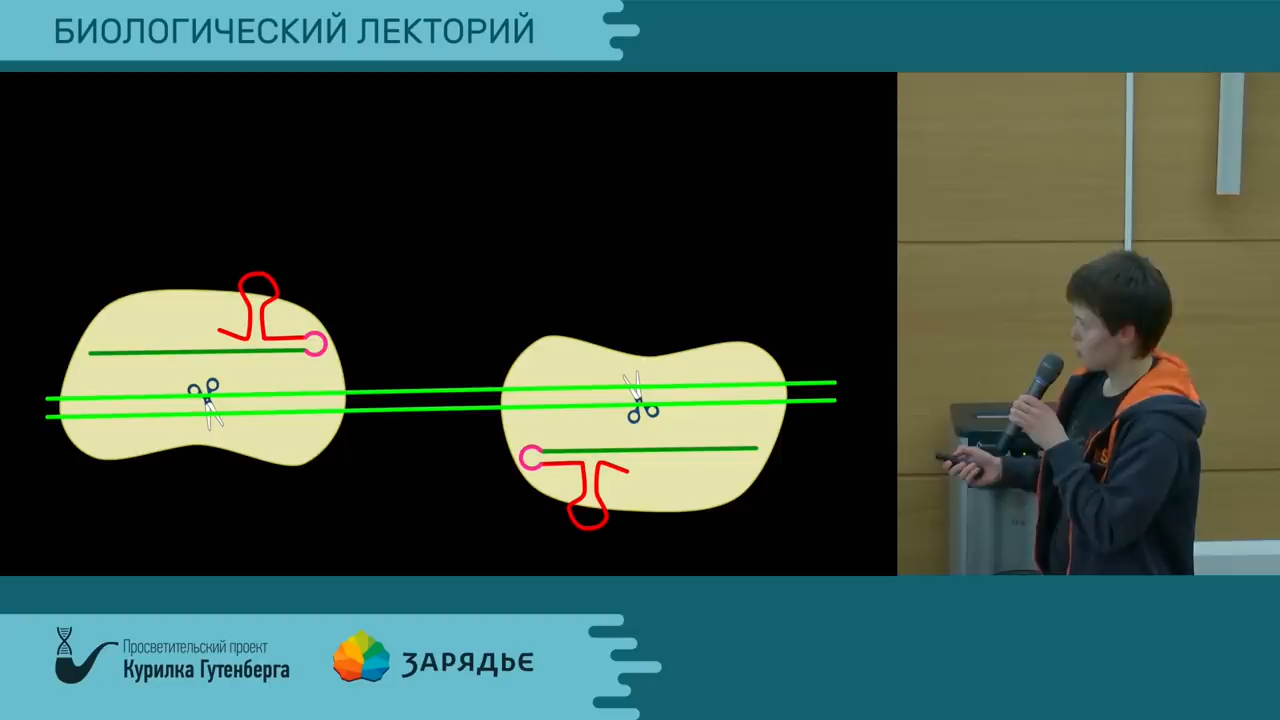 БИОЛОГИЧЕСКИЙ ЛЕКТОРИЙ
Просветительский проект
Курилка Гутенберга
ЗАРЯДЬЕ